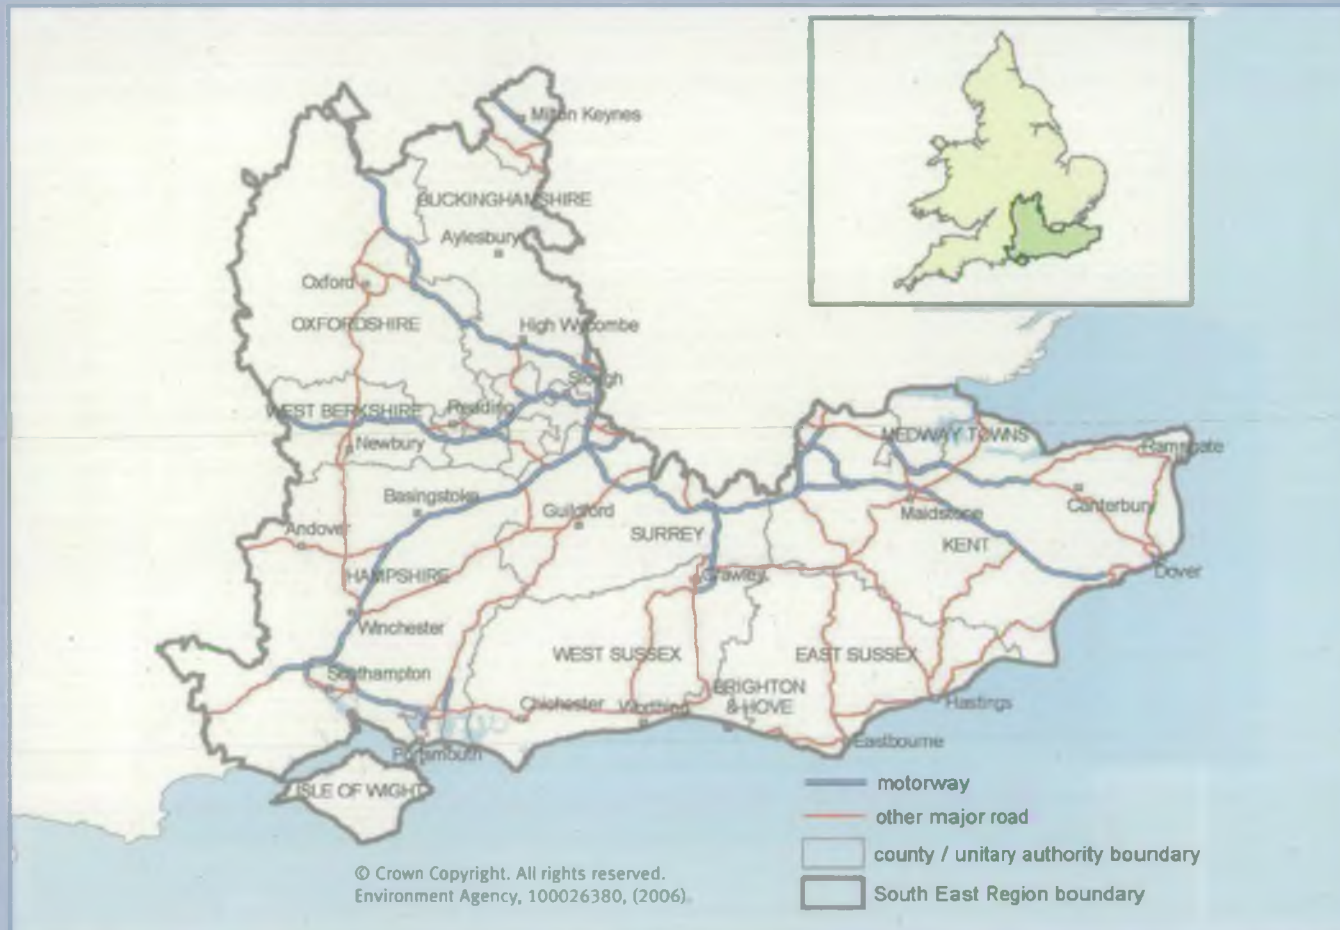 Milton Keynes
BUCKINGHAMSHIRE
Aylesbury
Oxford
OXFORDSHIRE
High Wycombe
Slough
WEST BERKSHIRE
Reading
Newbury
MEDWAY TOWNS
Ramsgate
Basingstoke
Guildford
Canterbury
Maidstone
Andover
SURREY
KENT
HAMPSHIRE
Crawley
Dover
Winchester
WEST SUSSEX
EAST SUSSEX
Southampton
BRIGHTON
& HOVE
Chichester
Worthing
Hastings
Portsmouth
Eastbourne
ISLE OF WIGHT
motorway
other major road
county / unitary authority boundary
South East Region boundary
© Crown Copyright. All rights reserved.
Environment Agency, 100026380, (2006).